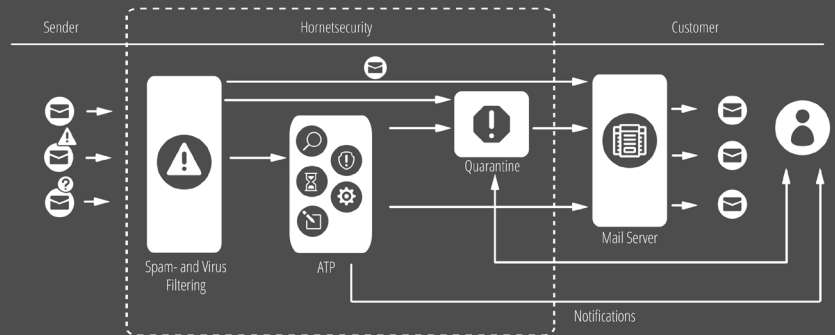 Sender
Hornetsecurity
Customer
Quarantine
Mail Server
Spam- and Virus
Filtering
ATP
Notifications